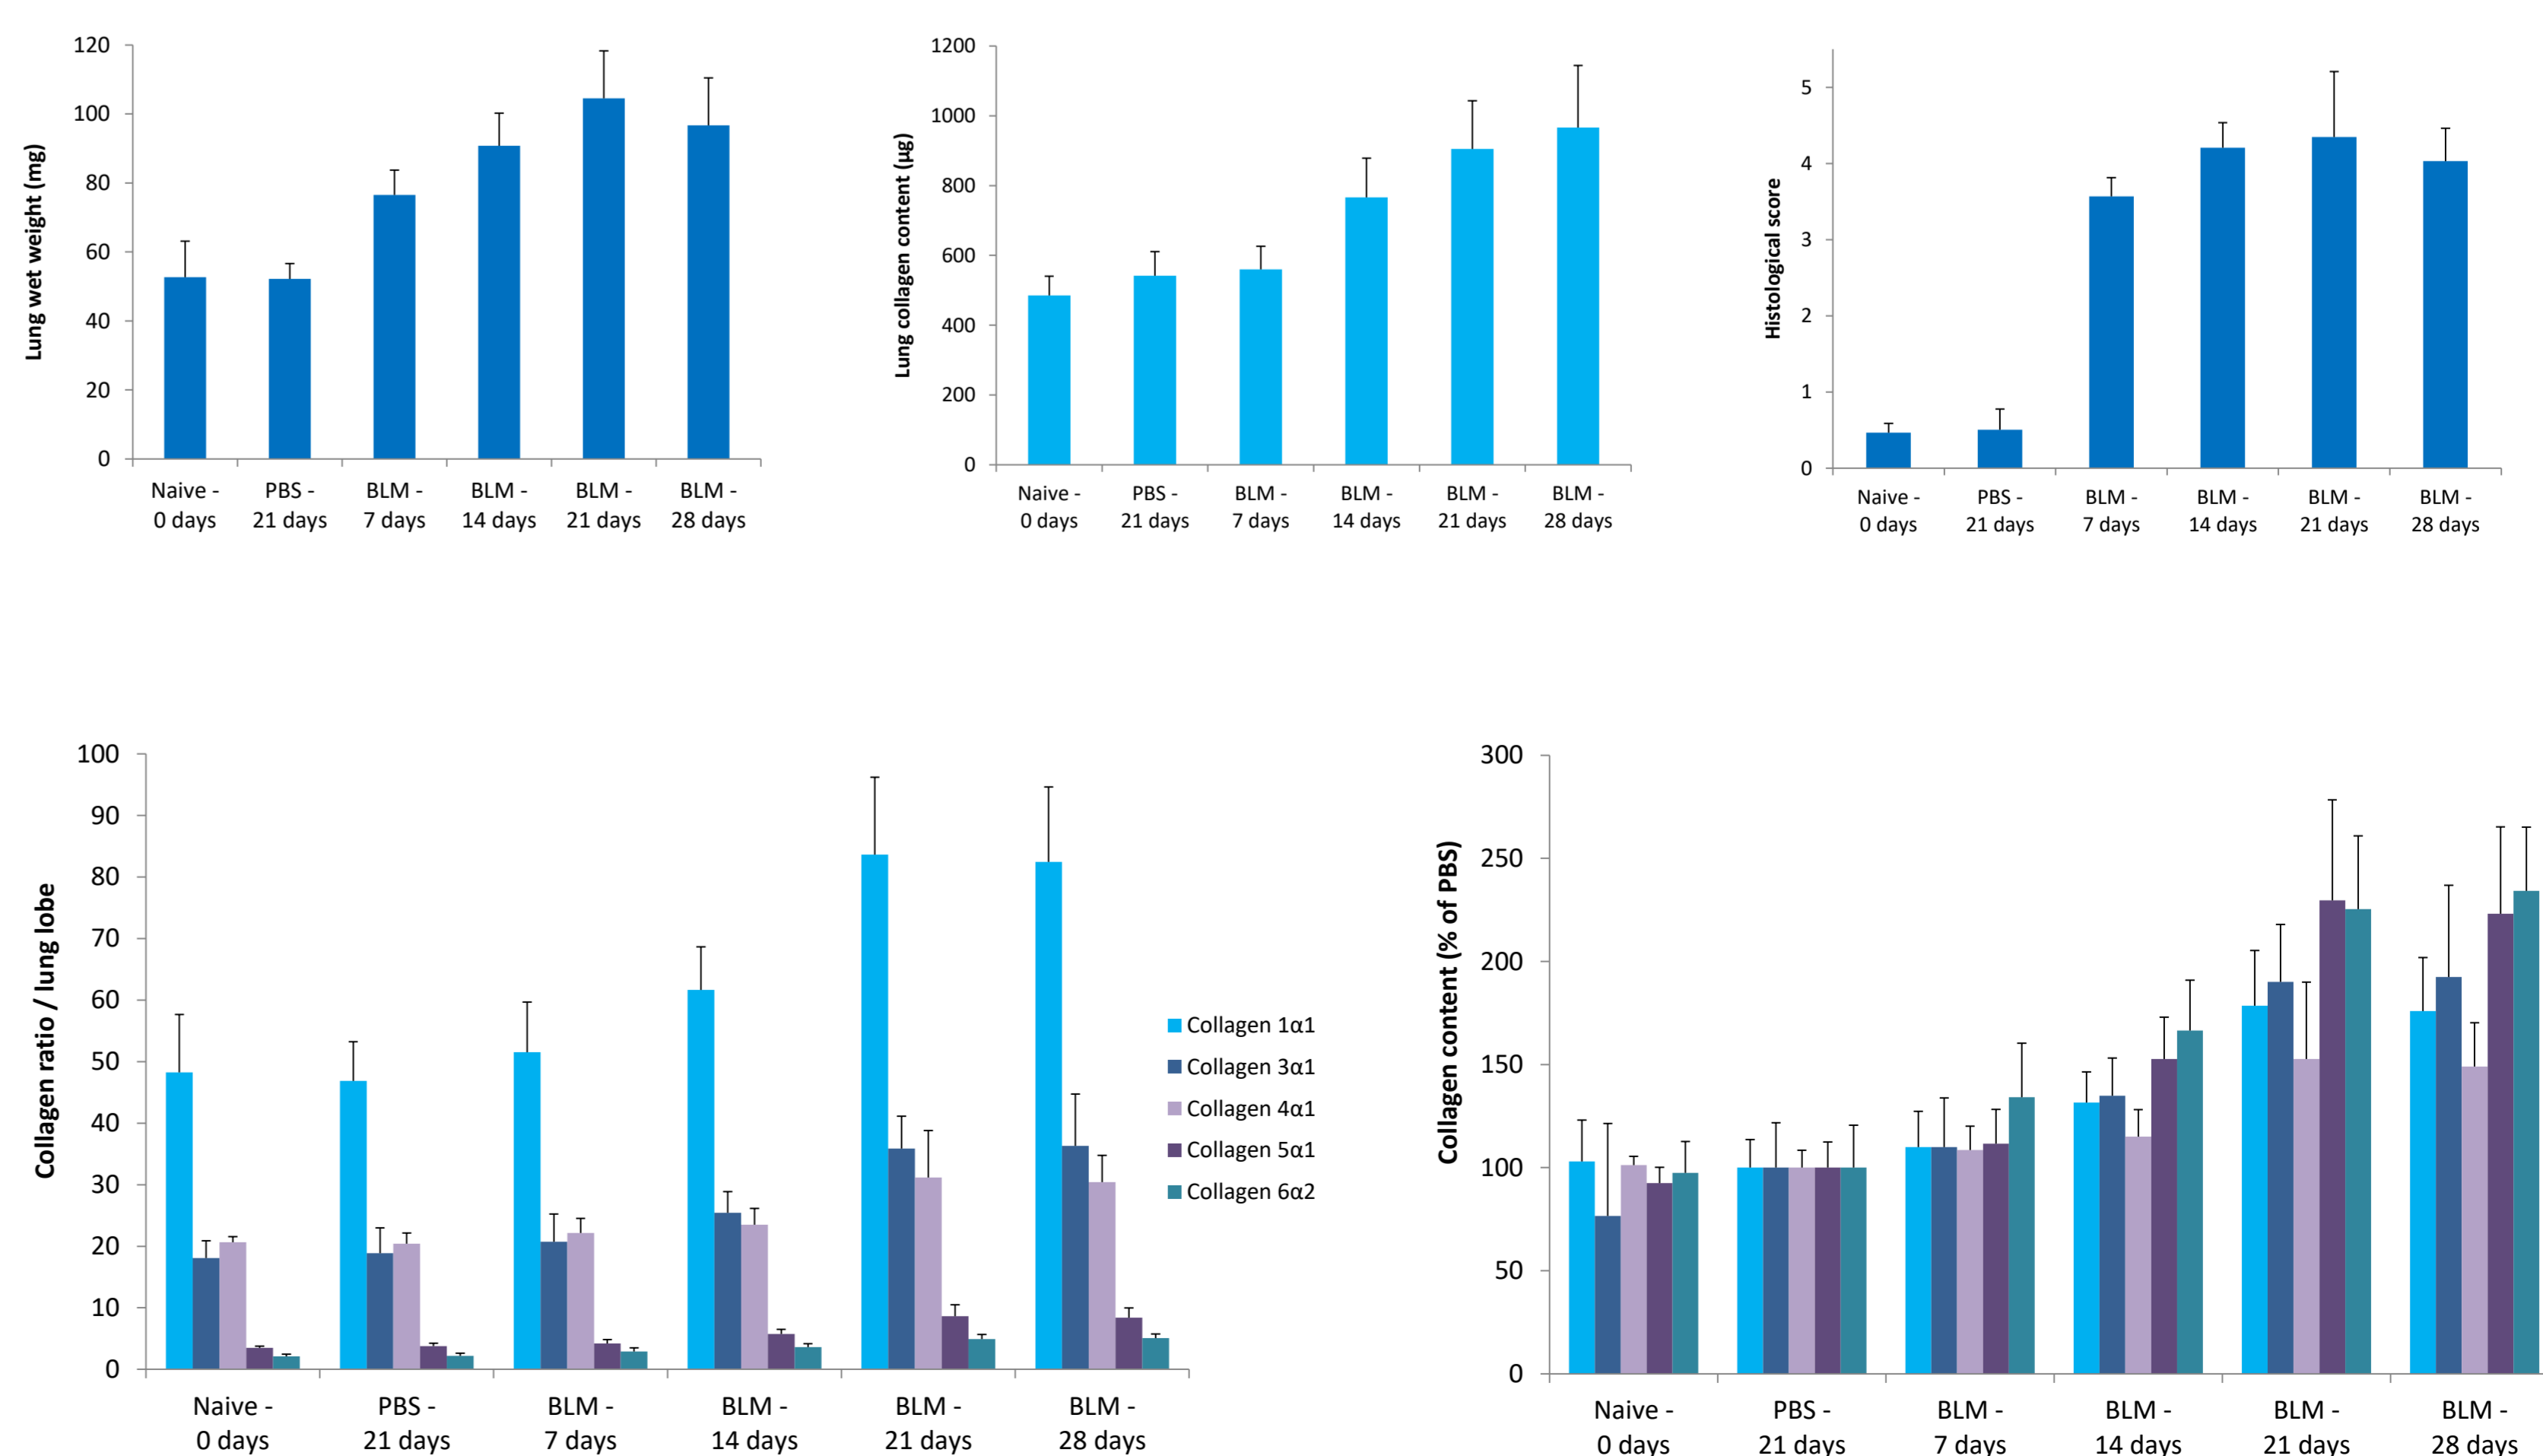 Lung wet weight (mg)
120
100
80
60
40
20
0
Naive -
0 days
PBS -
21 days
BLM -
7 days
BLM -
14 days
BLM -
21 days
BLM -
28 days
Lung collagen content (µg)
1200
1000
800
600
400
200
0
Naive -
0 days
PBS -
21 days
BLM -
7 days
BLM -
14 days
BLM -
21 days
BLM -
28 days
Histological score
5
4
3
2
1
0
Naive -
0 days
PBS -
21 days
BLM -
7 days
BLM -
14 days
BLM -
21 days
BLM -
28 days
Collagen ratio / lung lobe
100
90
80
70
60
50
40
30
20
10
0
Naive -
0 days
PBS -
21 days
BLM -
7 days
BLM -
14 days
BLM -
21 days
BLM -
28 days
Collagen 1α1
Collagen 3α1
Collagen 4α1
Collagen 5α1
Collagen 6α2
Collagen content (% of PBS)
300
250
200
150
100
50
0
Naive -
0 days
PBS -
21 days
BLM -
7 days
BLM -
14 days
BLM -
21 days
BLM -
28 days